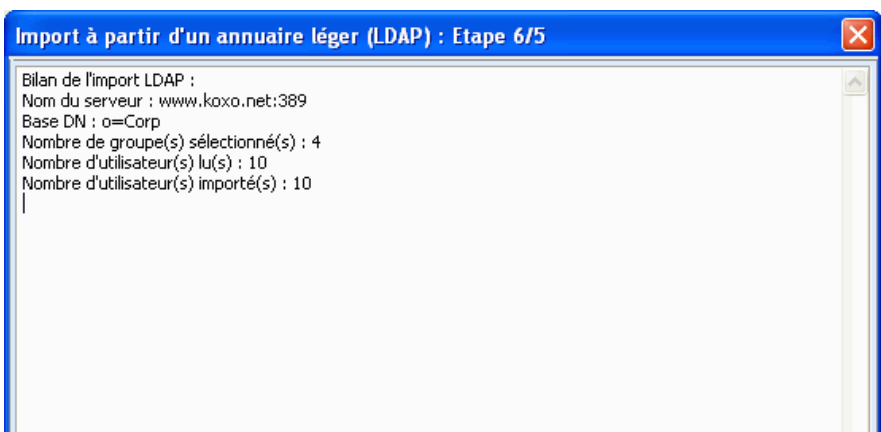 Import à partir d'un annuaire léger (LDAP) : Etape 6/5
Bilan de l'import LDAP :
Nom du serveur : www.koxo.net:389
Base DN : o=Corp
Nombre de groupe(s) sélectionné(s) : 4
Nombre d'utilisateur(s) lu(s) : 10
Nombre d'utilisateur(s) importé(s) : 10